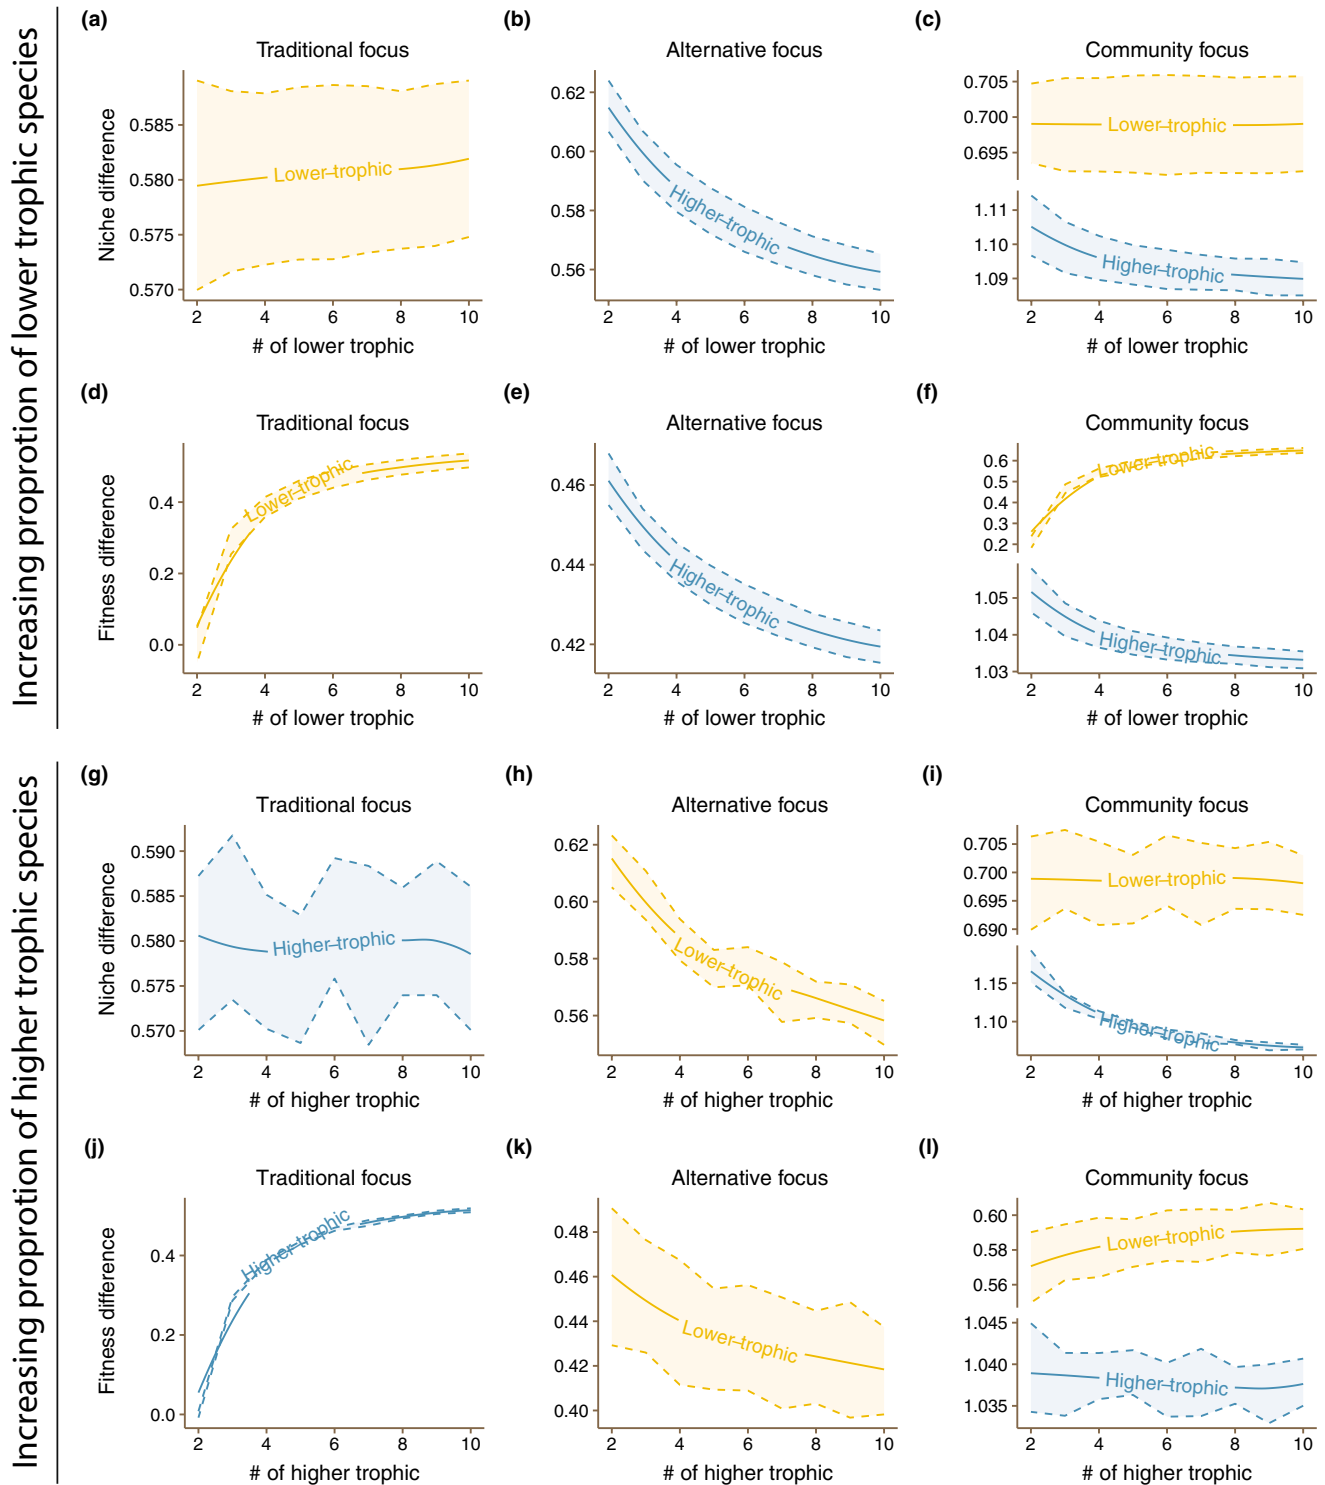 Increasing proprotion of lower trophic species
(a)
Traditional focus
Niche difference
0.585
0.580
0.575
0.570
Lower-trophic
2 4 6 8 10
# of lower trophic
(b)
Alternative focus
0.62
0.60
0.58
0.56
Higher-trophic
2 4 6 8 10
# of lower trophic
(c)
Community focus
0.705
0.700
0.695
Lower-trophic
1.11
1.10
1.09
Higher-trophic
2 4 6 8 10
# of lower trophic
(d)
Traditional focus
Fitness difference
0.4
0.2
0.0
Lower-trophic
2 4 6 8 10
# of lower trophic
(e)
Alternative focus
0.46
0.44
0.42
Higher-trophic
2 4 6 8 10
# of lower trophic
(f)
Community focus
0.6
0.5
0.4
0.3
0.2
Lower-trophic
1.05
1.04
1.03
Higher-trophic
2 4 6 8 10
# of lower trophic
Increasing proprotion of higher trophic species
(g)
Traditional focus
Niche difference
0.590
0.585
0.580
0.575
0.570
Higher-trophic
2 4 6 8 10
# of higher trophic
(h)
Alternative focus
0.62
0.60
0.58
0.56
Lower-trophic
2 4 6 8 10
# of higher trophic
(i)
Community focus
0.705
0.700
0.695
0.690
Lower-trophic
1.15
1.10
Higher-trophic
2 4 6 8 10
# of higher trophic
(j)
Traditional focus
Fitness difference
0.4
0.2
0.0
Higher-trophic
2 4 6 8 10
# of higher trophic
(k)
Alternative focus
0.48
0.46
0.44
0.42
0.40
Lower-trophic
2 4 6 8 10
# of higher trophic
(l)
Community focus
0.60
0.58
0.56
Lower-trophic
1.045
1.040
1.035
Higher-trophic
2 4 6 8 10
# of higher trophic